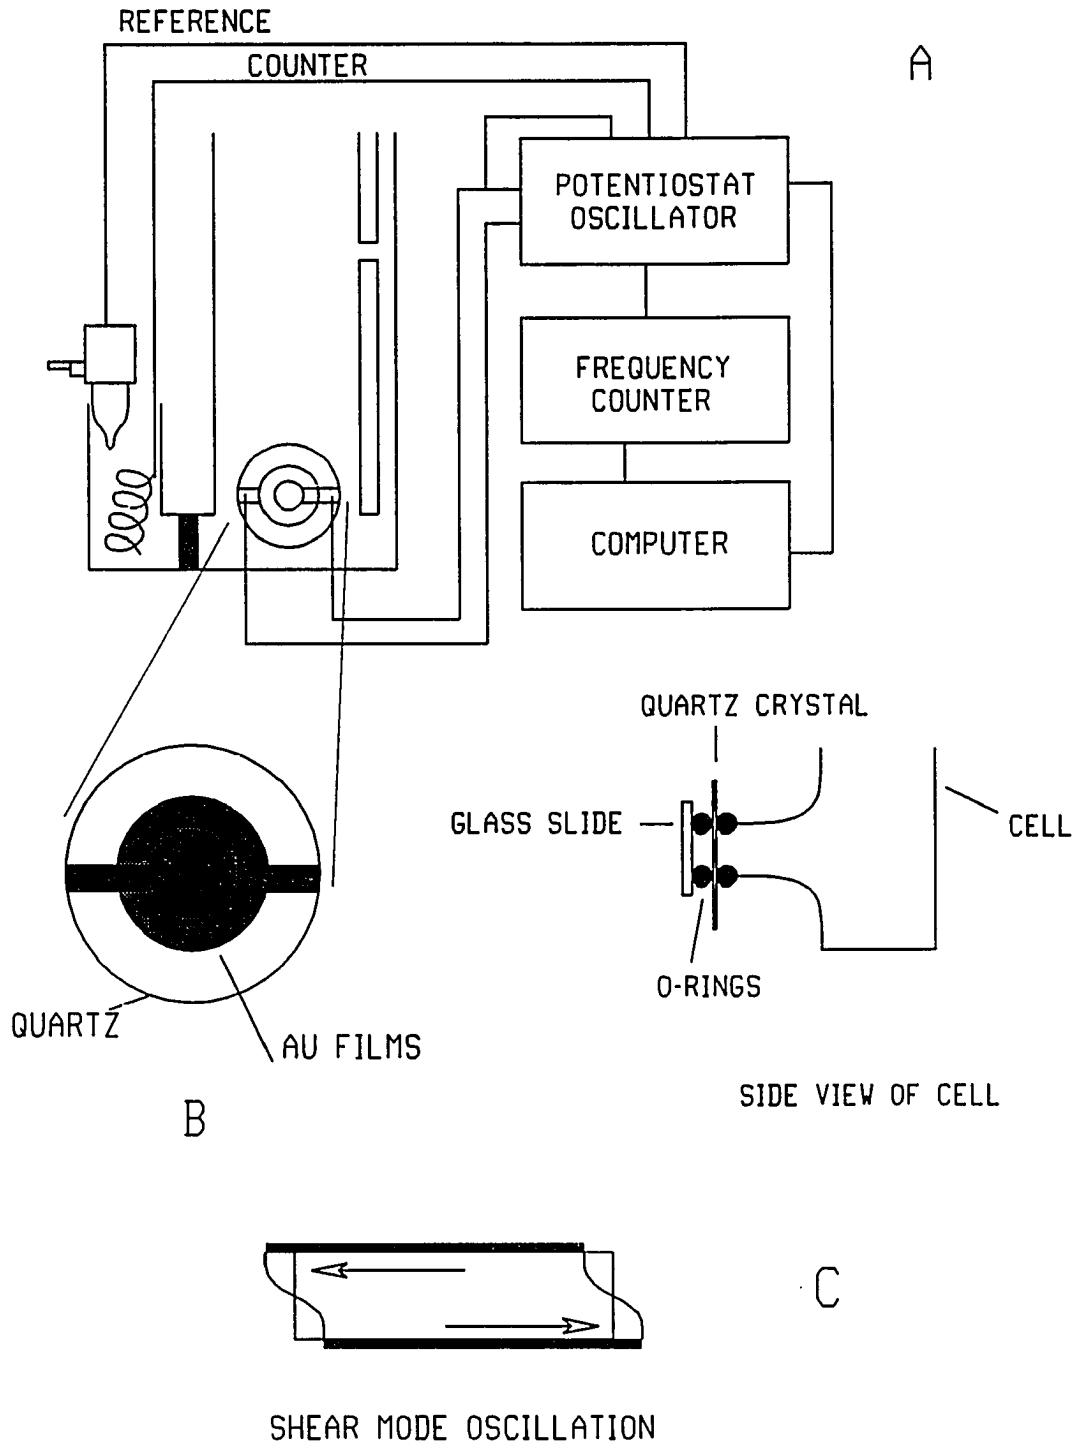 REFERENCE
COUNTER
A
POTENTIOSTAT
OSCILLATOR
FREQUENCY
COUNTER
COMPUTER
QUARTZ CRYSTAL
GLASS SLIDE
CELL
O-RINGS
QUARTZ
AU FILMS
SIDE VIEW OF CELL
B
C
SHEAR MODE OSCILLATION